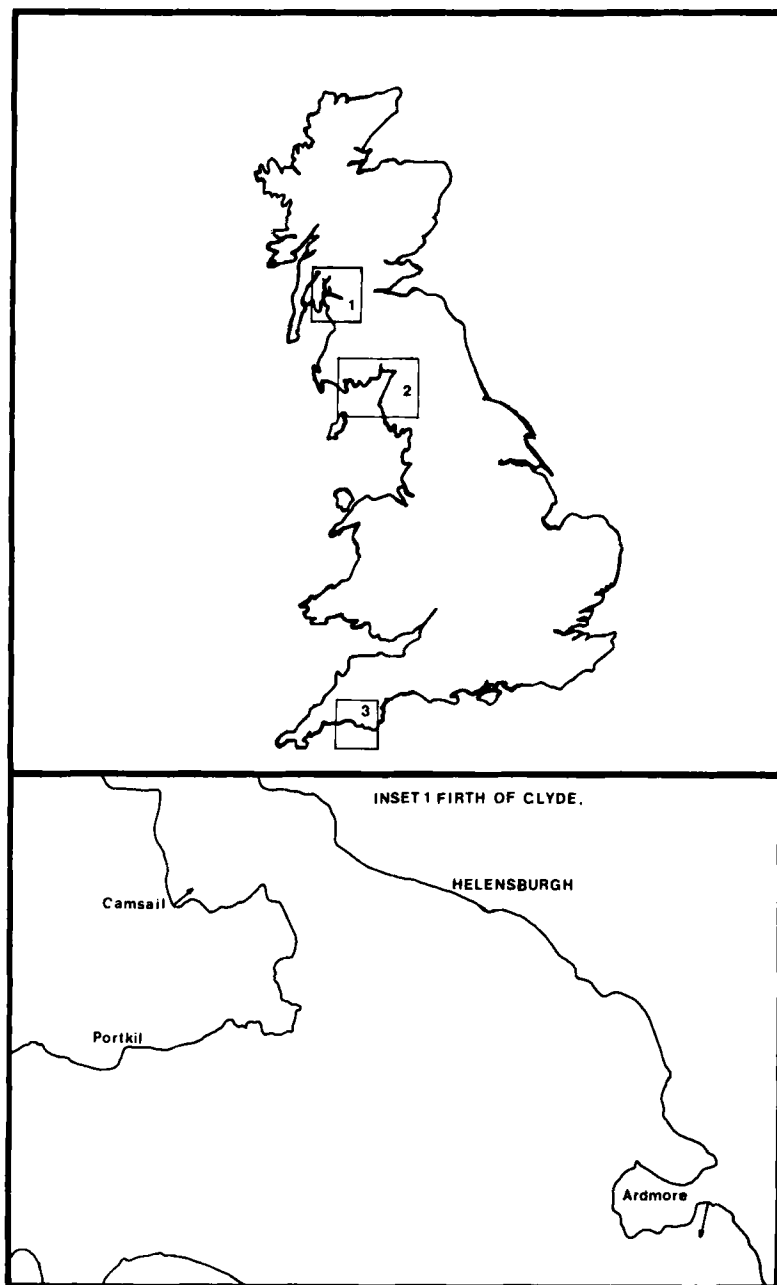 1
2
3
INSET 1 FIRTH OF CLYDE.
HELENSBURGH
Camsail
Portkil
Ardmore